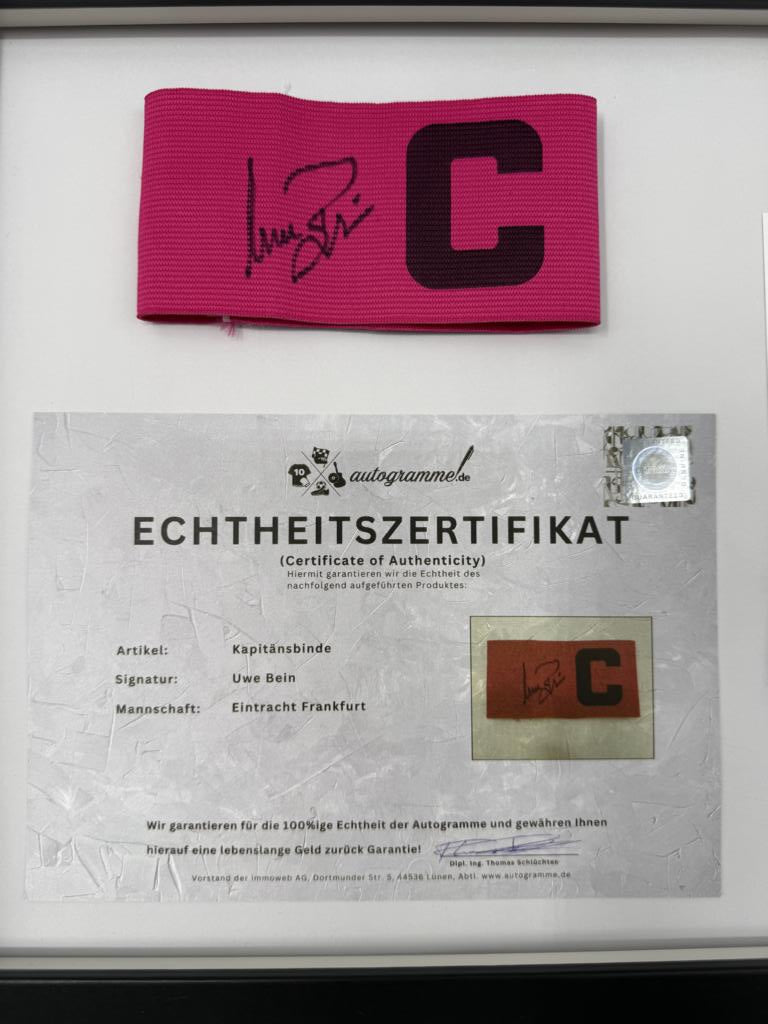 C
10
autogramme.de
ECHTHEITSZERTIFIKAT
(Certificate of Authenticity)
Hiermit garantieren wir die Echtheit des
nachfolgend aufgeführten Produktes:
Artikel: Kapitänsbinde
Signatur: Uwe Bein
Mannschaft: Eintracht Frankfurt
C
Wir garantieren für die 100%ige Echtheit der Autogramme und gewähren Ihnen
hierauf eine lebenslange Geld zurück Garantie!
Dipl. Ing. Thomas Schlüchten
Vorstand der Immoweb AG, Dortmunder Str. 5, 44536 Lünen, Abtl. www.autogramme.de